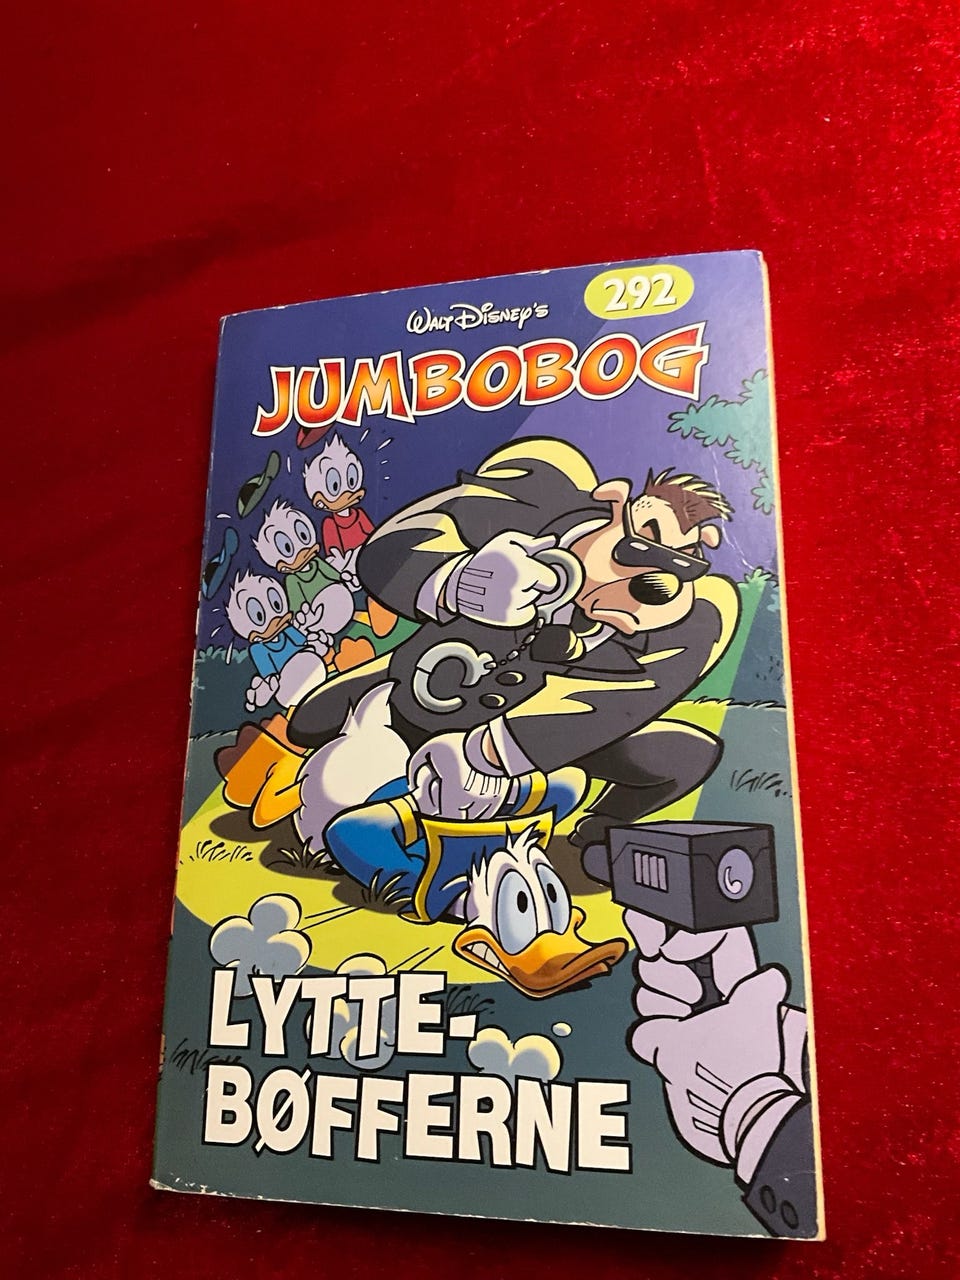 292
WALT DISNEY'S
JUMBOBOG
LYTTE-
BØFFERNE